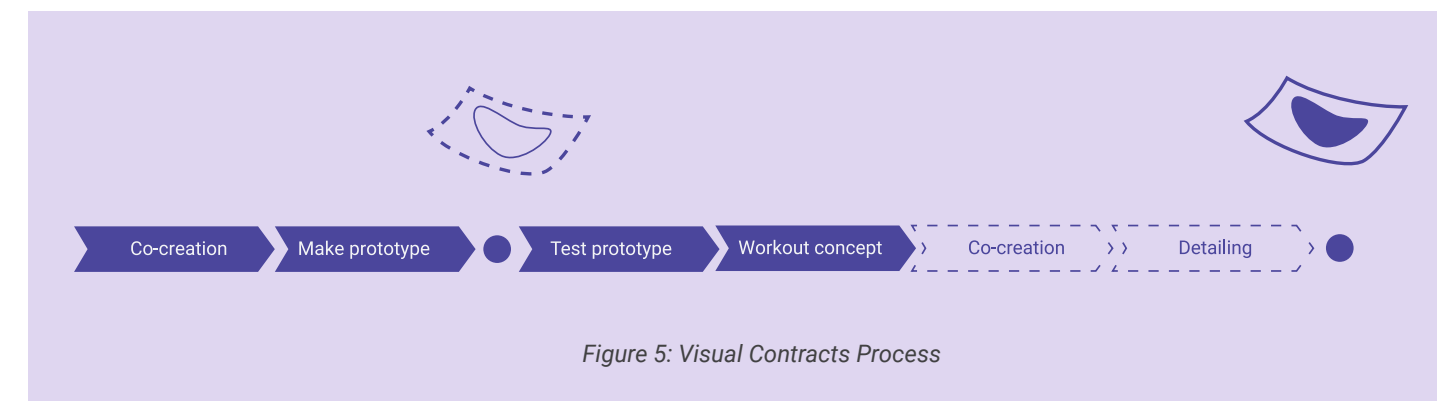 Co-creation
Make prototype
Test prototype
Workout concept
Co-creation
Detailing
Figure 5: Visual Contracts Process